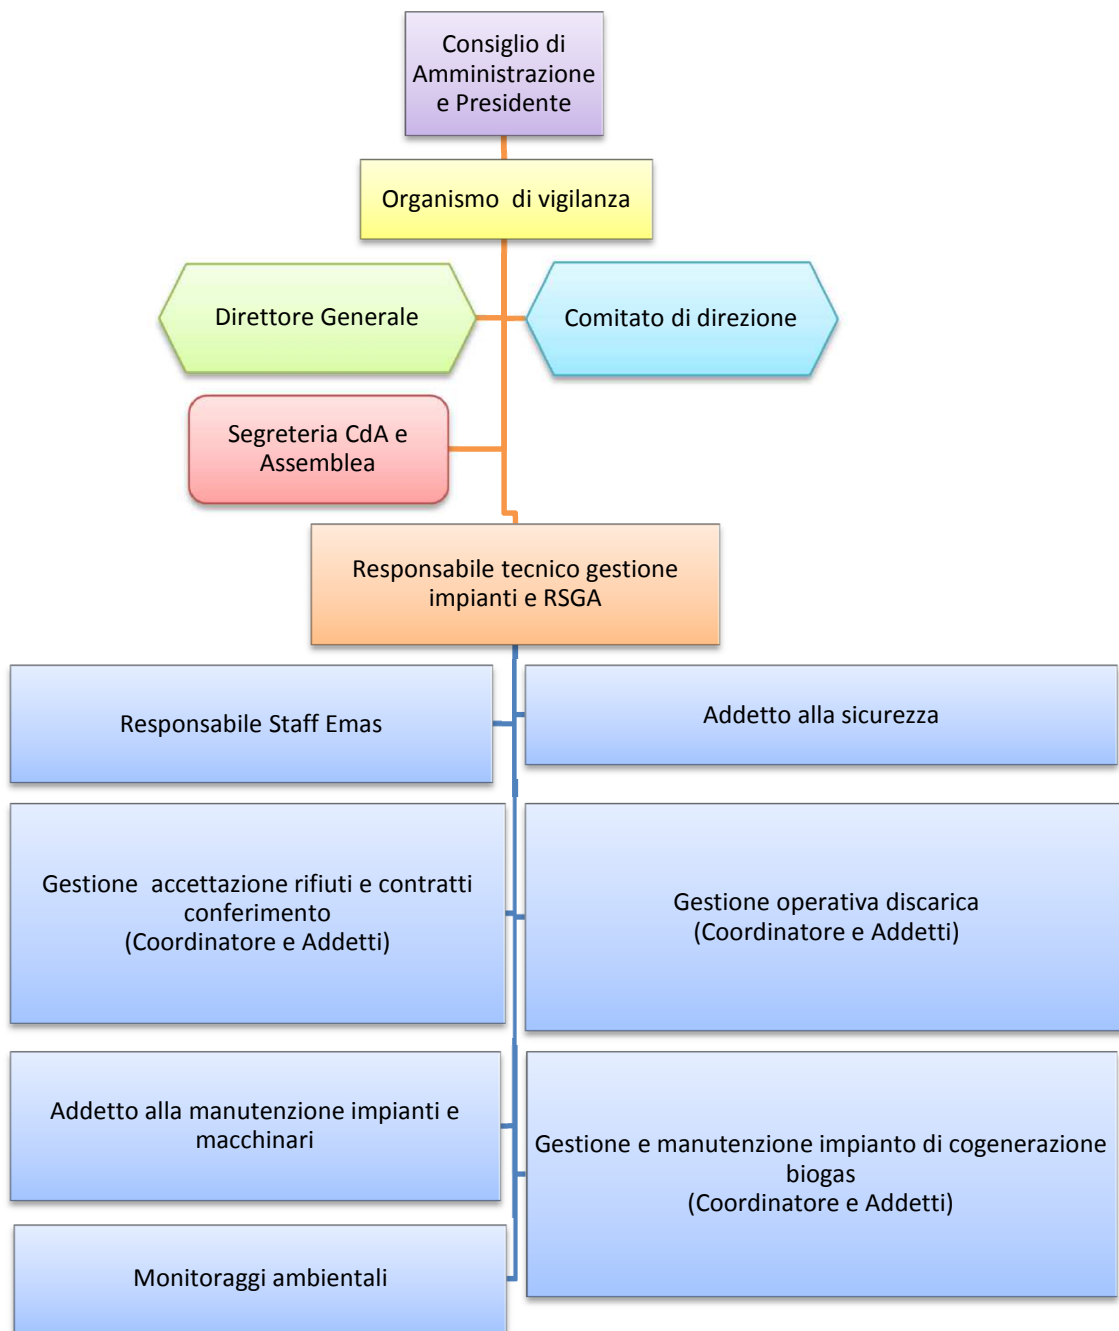 Consiglio di
Amministrazione
e Presidente
Organismo di vigilanza
Direttore Generale
Comitato di direzione
Segreteria CdA e
Assemblea
Responsabile tecnico gestione
impianti e RSGA
Responsabile Staff Emas
Addetto alla sicurezza
Gestione accettazione rifiuti e contratti
conferimento
(Coordinatore e Addetti)
Gestione operativa discarica
(Coordinatore e Addetti)
Addetto alla manutenzione impianti e
macchinari
Gestione e manutenzione impianto di cogenerazione
biogas
(Coordinatore e Addetti)
Monitoraggi ambientali